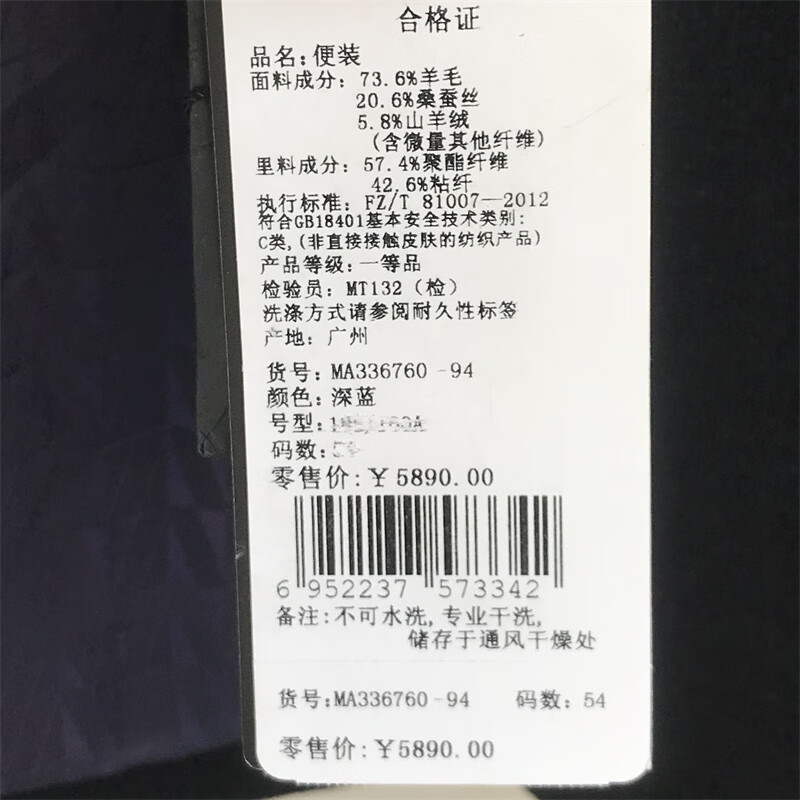 合格证
品名:便装
面料成分: 73.6%羊毛
20.6%桑蚕丝
5.8%山羊绒
(含微量其他纤维)
里料成分: 57.4%聚酯纤维
42.6%粘纤
执行标准: FZ/T 81007—2012
符合GB18401基本安全技术类别:
C类,(非直接接触皮肤的纺织产品)
产品等级:一等品
检验员: MT132 (检)
洗涤方式请参阅耐久性标签
产地: 广州
货号: MA336760-94
颜色:深蓝
号型:
码数:
零售价:￥5890.00
6 952237 573342
备注:不可水洗,专业干洗,
储存于通风干燥处
货号:MA336760-94 码数: 54
零售价:￥5890.00